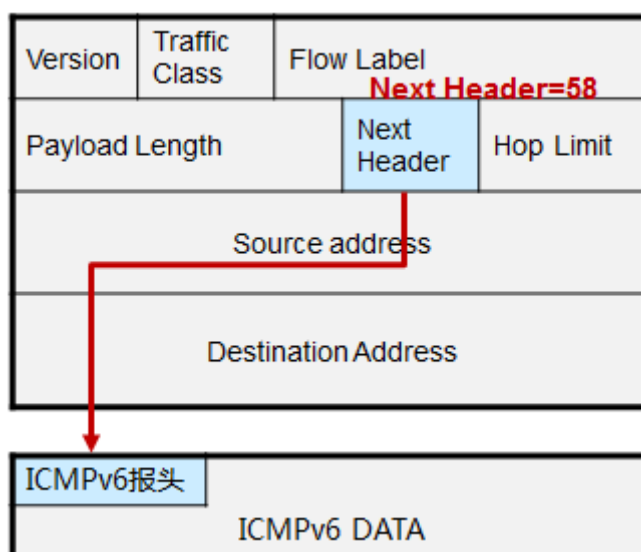 Version
Traffic
Class
Flow Label
Next Header=58
Payload Length
Next
Header
Hop Limit
Source address
Destination Address
ICMPv6报头
ICMPv6 DATA